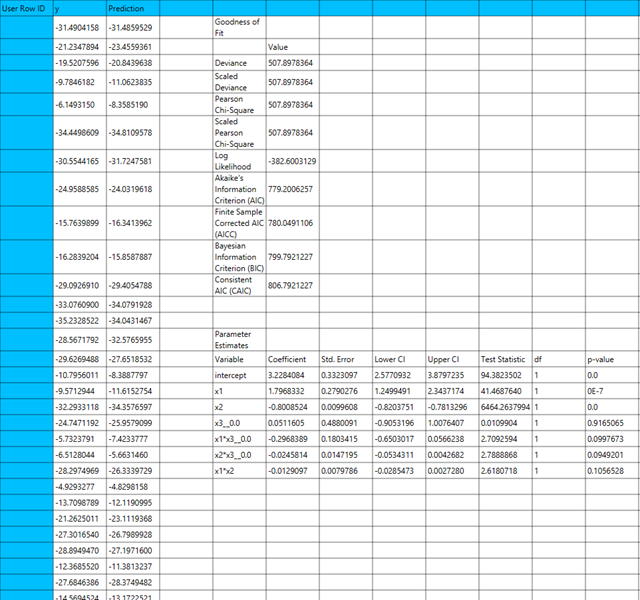 User Row ID y Prediction
-31.4904158 -31.4859529 Goodness of Fit
-21.2347894 -23.4559361 Value
-19.5207596 -20.8439638 Deviance 507.8978364
-9.7846182 -11.0623835 Scaled Deviance 507.8978364
-6.1493150 -8.3585190 Pearson Chi-Square 507.8978364
-34.4498609 -34.8109578 Scaled Pearson Chi-Square 507.8978364
-30.5544165 -31.7247581 Log Likelihood -382.6003129
-24.9588585 -24.0319618 Akaike's Information Criterion (AIC) 779.2006257
-15.7639899 -16.3413962 Finite Sample Corrected AIC (AICC) 780.0491106
-16.2839204 -15.8587887 Bayesian Information Criterion (BIC) 799.7921227
-29.0926910 -29.4054788 Consistent AIC (CAIC) 806.7921227
-33.0760900 -34.0791928
-35.2328522 -34.0431467
-28.5671792 -32.5765955 Parameter Estimates
-29.6269488 -27.6518532 Variable Coefficient Std. Error Lower CI Upper CI Test Statistic df p-value
-10.7956011 -8.3887797 intercept 3.2284084 0.3323097 2.5770932 3.8797235 94.3823502 1 0.0
-9.5712944 -11.6152754 x1 1.7968332 0.2790276 1.2499491 2.3437174 41.4687640 1 0E-7
-32.2933118 -34.3576597 x2 -0.8008524 0.0099608 -0.8203751 -0.7813296 6464.2637994 1 0.0
-24.7471192 -25.9579099 x3__0.0 0.0511605 0.4880091 -0.9053196 1.0076407 0.0109904 1 0.9165065
-5.7323791 -7.4233777 x1*x3__0.0 -0.2968389 0.1803415 -0.6503017 0.0566238 2.7092594 1 0.0997673
-6.5128044 -5.6631460 x2*x3__0.0 -0.0245814 0.0147195 -0.0534311 0.0042682 2.7888868 1 0.0949201
-28.2974969 -26.3339729 x1*x2 -0.0129097 0.0079786 -0.0285473 0.0027280 2.6180718 1 0.1056528
-4.9293277 -4.8298158
-13.7098789 -12.1190995
-21.2625011 -23.1119368
-27.3016540 -26.7989928
-28.8949470 -27.1971600
-12.3685520 -11.3813237
-27.6846386 -28.3749482
-14.5694524 -13.1722521